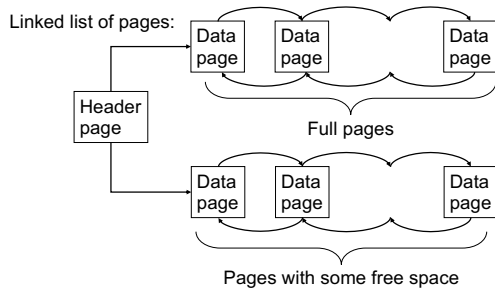 Linked list of pages:
Data
page
Data
page
Data
page
Full pages
Header
page
Data
page
Data
page
Data
page
Pages with some free space